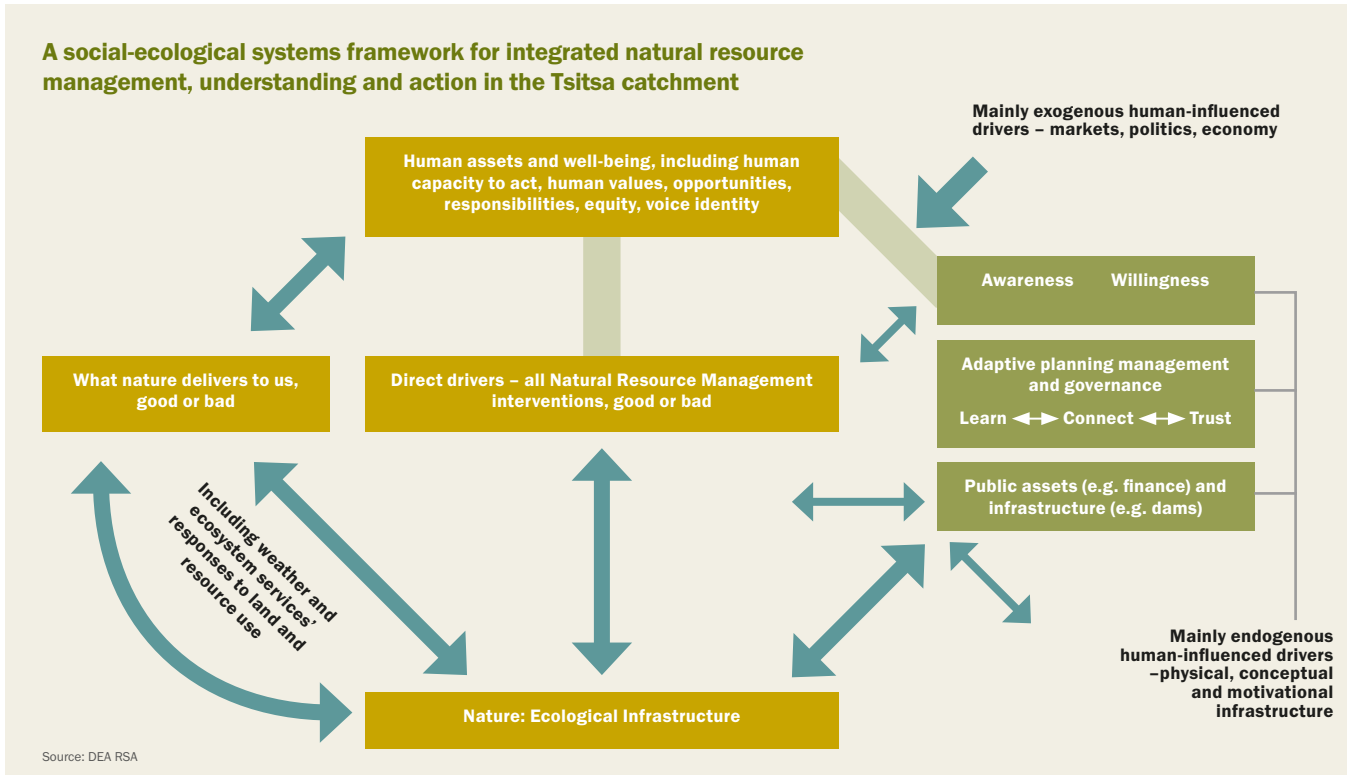 A social-ecological systems framework for integrated natural resource
management, understanding and action in the Tsitsa catchment
Mainly exogenous human-influenced
drivers – markets, politics, economy
Human assets and well-being, including human
capacity to act, human values, opportunities,
responsibilities, equity, voice identity
Awareness Willingness
What nature delivers to us,
good or bad
Direct drivers – all Natural Resource Management
interventions, good or bad
Adaptive planning management
and governance
Learn Connect Trust
Public assets (e.g. finance) and
infrastructure (e.g. dams)
Including weather and
ecosystem services’
responses to land and
resource use
Mainly endogenous
human-influenced drivers
–physical, conceptual
and motivational
infrastructure
Nature: Ecological Infrastructure
Source: DEA RSA